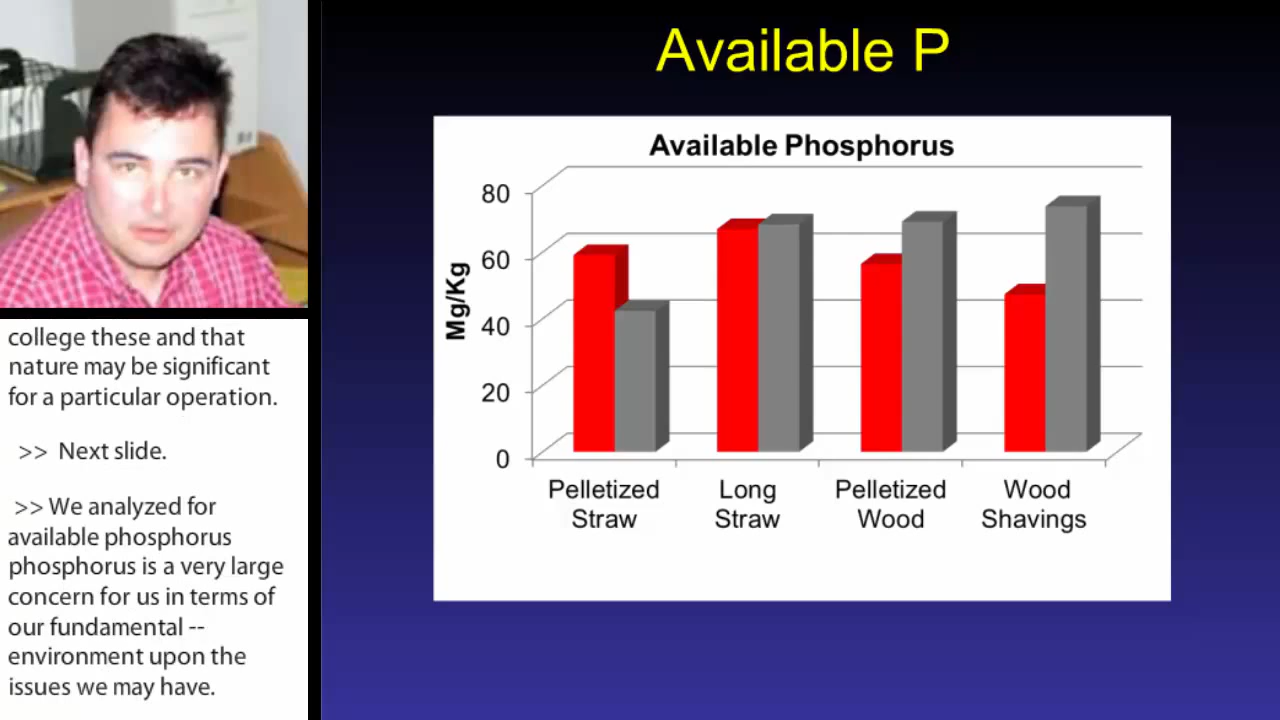 Available P
Available Phosphorus
80
60
40
20
0
Mg/Kg
Pelletized
Straw
Long
Straw
Pelletized
Wood
Wood
Shavings
college these and that
nature may be significant
for a particular operation.
>> Next slide.
>> We analyzed for
available phosphorus
phosphorus is a very large
concern for us in terms of
our fundamental --
environment upon the
issues we may have.